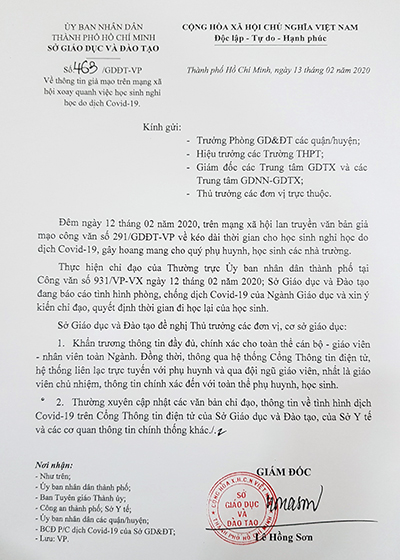 ỦY BAN NHÂN DÂN
THÀNH PHỐ HỒ CHÍ MINH
SỞ GIÁO DỤC VÀ ĐÀO TẠO
CỘNG HÒA XÃ HỘI CHỦ NGHĨA VIỆT NAM
Độc lập - Tự do - Hạnh phúc
Số 463 /GDĐT-VP
Về thông tin giả mạo trên mạng xã
hội xoay quanh việc học sinh nghỉ
học do dịch Covid-19.
Thành phố Hồ Chí Minh, ngày 13 tháng 02 năm 2020
Kính gửi:
- Trưởng Phòng GD&ĐT các quận/huyện;
- Hiệu trưởng các Trường THPT;
- Giám đốc các Trung tâm GDTX và các
Trung tâm GDNN-GDTX;
- Thủ trưởng các đơn vị trực thuộc.
Đêm ngày 12 tháng 02 năm 2020, trên mạng xã hội lan truyền văn bản giả
mạo công văn số 291/GDĐT-VP về kéo dài thời gian cho học sinh nghỉ học do
dịch Covid-19, gây hoang mang cho quý phụ huynh, học sinh các nhà trường.
Thực hiện chỉ đạo của Thường trực Ủy ban nhân dân thành phố tại
Công văn số 931/VP-VX ngày 12 tháng 02 năm 2020; Sở Giáo dục và Đào tạo
đang báo cáo tình hình phòng, chống dịch Covid-19 của Ngành Giáo dục và xin ý
kiến chỉ đạo, quyết định thời gian đi học lại của học sinh.
Sở Giáo dục và Đào tạo đề nghị Thủ trưởng các đơn vị, cơ sở giáo dục:
1. Khẩn trương thông tin đầy đủ, chính xác cho toàn thể cán bộ - giáo viên
- nhân viên toàn Ngành. Đồng thời, thông qua hệ thống Cổng Thông tin điện tử,
hệ thống liên lạc trực tuyến với phụ huynh và qua đội ngũ giáo viên, nhất là giáo
viên chủ nhiệm, thông tin chính xác đến với toàn thể phụ huynh, học sinh.
2. Thường xuyên cập nhật các văn bản chỉ đạo, thông tin về tình hình dịch
Covid-19 trên Cổng Thông tin điện tử của Sở Giáo dục và Đào tạo, của Sở Y tế
và các cơ quan thông tin chính thống khác./.
Nơi nhận:
- Như trên;
- Ủy ban nhân dân thành phố;
- Ban Tuyên giáo Thành ủy;
- Công an thành phố; Sở Y tế;
- Ủy ban nhân dân các quận/huyện;
- BCĐ P/C dịch Covid-19 của Sở GD&ĐT;
- Lưu: VP.
GIÁM ĐỐC
SỞ
GIÁO DỤC
VÀ
ĐÀO TẠO
Lê Hồng Sơn